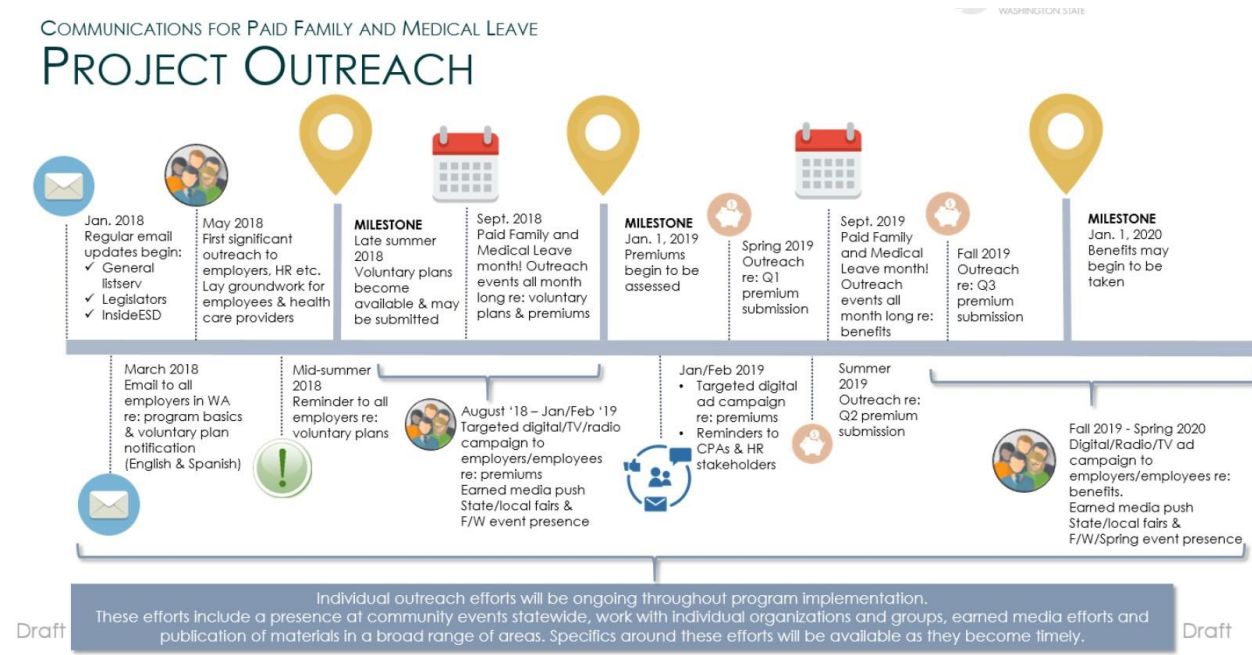 WASHINGTON STATE
COMMUNICATIONS FOR PAID FAMILY AND MEDICAL LEAVE
PROJECT OUTREACH
Jan. 2018
Regular email
updates begin:
✓ General
listserv
✓ Legislators
✓ InsideESD
May 2018
First significant
outreach to
employers, HR etc.
Lay groundwork for
employees & health
care providers
MILESTONE
Late summer
2018
Voluntary plans
become
available & may
be submitted
Sept. 2018
Paid Family and
Medical Leave
month! Outreach
events all month
long re: voluntary
plans & premiums
MILESTONE
Jan. 1, 2019
Premiums
begin to be
assessed
Spring 2019
Outreach
re: Q1
premium
submission
Sept. 2019
Paid Family
and Medical
Leave month!
Outreach
events all
month long re:
benefits
Fall 2019
Outreach
re: Q3
premium
submission
MILESTONE
Jan. 1, 2020
Benefits may
begin to be
taken
March 2018
Email to all
employers in WA
re: program basics
& voluntary plan
notification
(English & Spanish)
Mid-summer
2018
Reminder to all
employers re:
voluntary plans
August ‘18 – Jan/Feb ‘19
Targeted digital/TV/radio
campaign to
employers/employees
re: premiums
Earned media push
State/local fairs &
F/W event presence
Jan/Feb 2019
• Targeted digital
ad campaign
re: premiums
• Reminders to
CPAs & HR
stakeholders
Summer
2019
Outreach re:
Q2 premium
submission
Fall 2019 - Spring 2020
Digital/Radio/TV ad
campaign to
employers/employees re:
benefits.
Earned media push
State/local fairs &
F/W/Spring event presence
Individual outreach efforts will be ongoing throughout program implementation.
These efforts include a presence at community events statewide, work with individual organizations and groups, earned media efforts and
publication of materials in a broad range of areas. Specifics around these efforts will be available as they become timely.
Draft
Draft